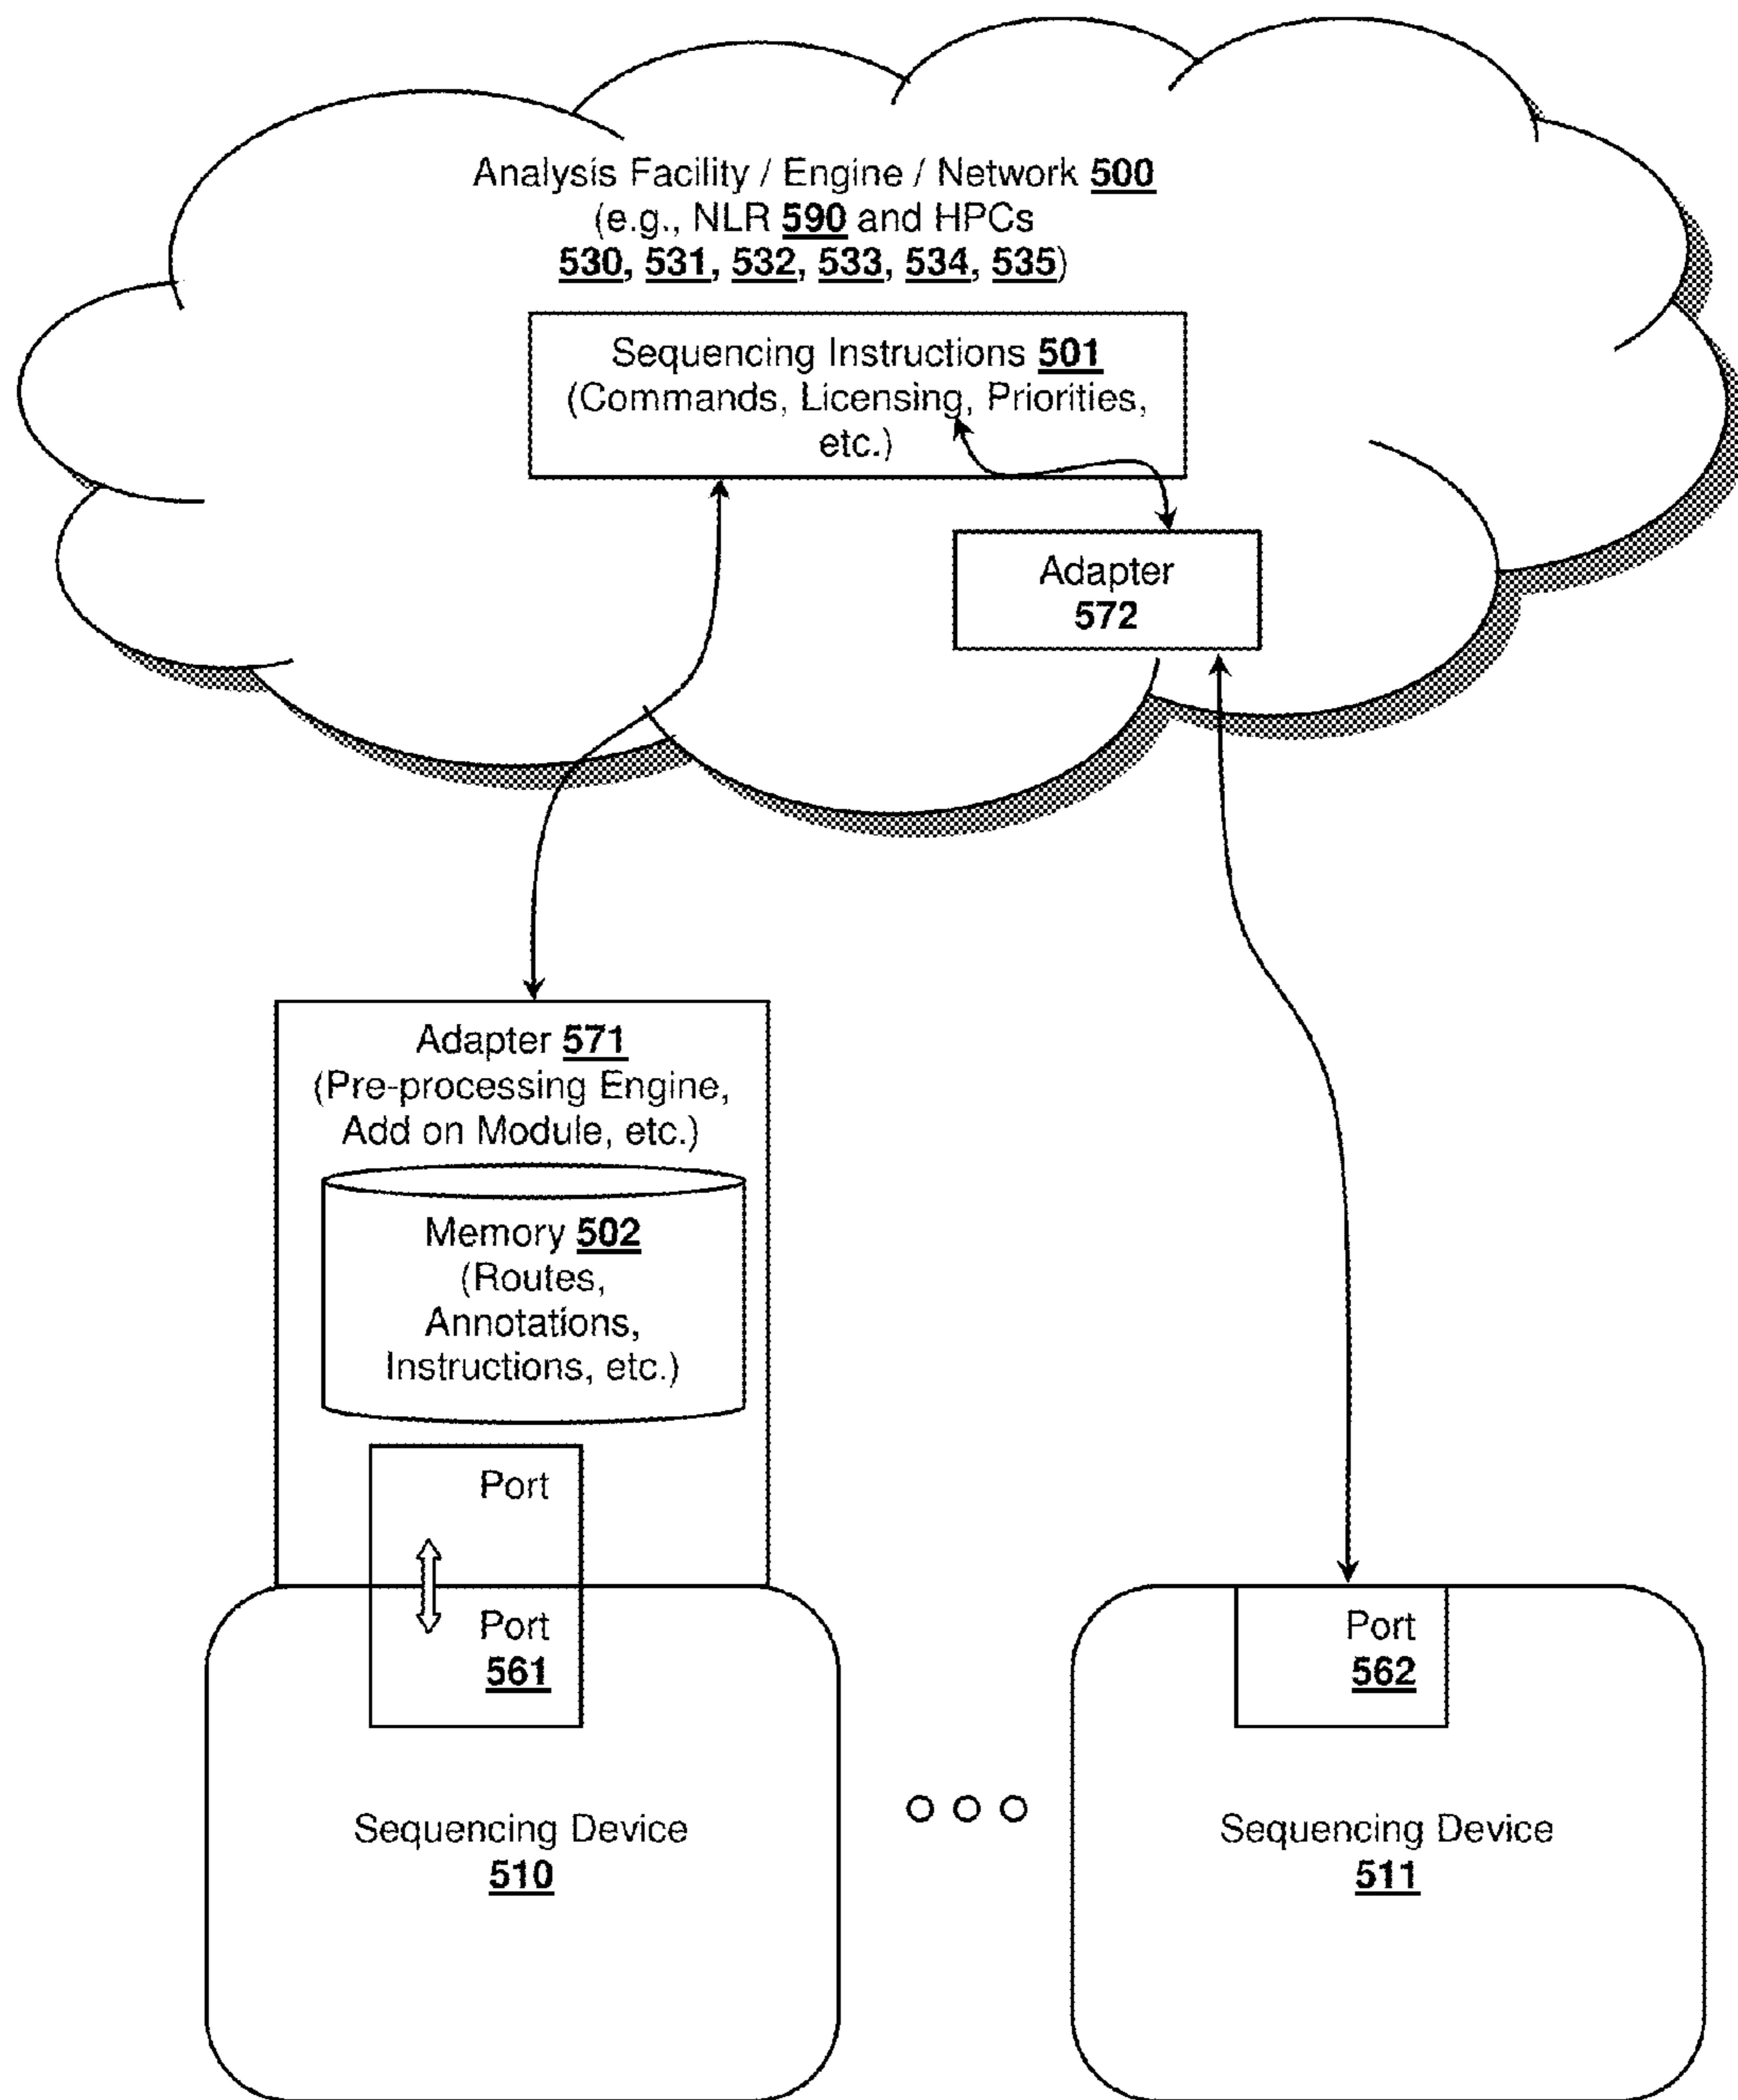 Analysis Facility / Engine / Network 500
(e.g., NLR 590 and HPCs
530, 531, 532, 533, 534, 535)
Sequencing Instructions 501
(Commands, Licensing, Priorities,
etc.)
Adapter
572
Adapter 571
(Pre-processing Engine,
Add on Module, etc.)
Memory 502
(Routes,
Annotations,
Instructions, etc.)
Port
Port
561
Sequencing Device
510
Port
562
Sequencing Device
511